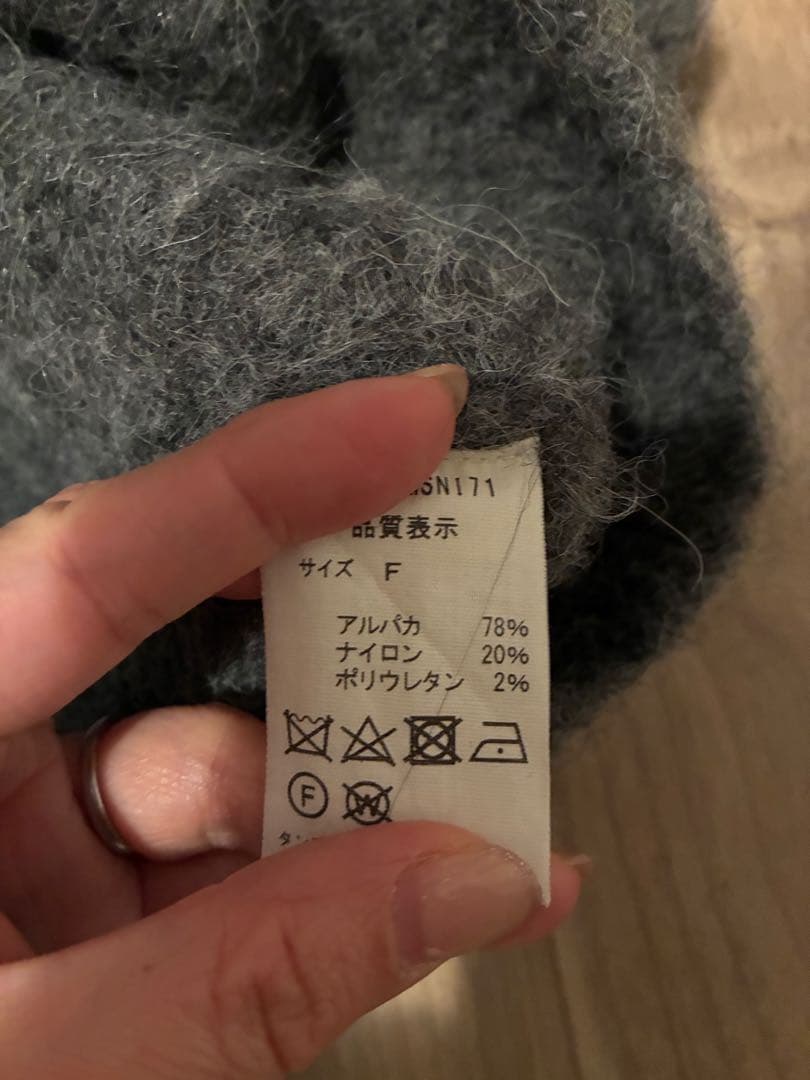 SN171
品質表示
サイズ F
アルパカ 78%
ナイロン 20%
ポリウレタン 2%
F
W